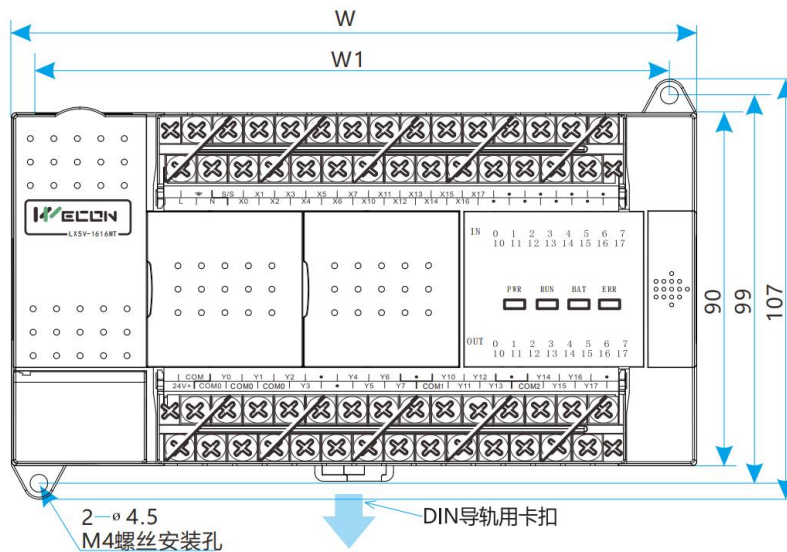 W
W1
WECON
LX5V-1616MT
S/S X1 X3 X5 X7 X11 X13 X15 X17 • • •
L N X0 X2 X4 X6 X10 X12 X14 X16 • • • •
IN 0 1 2 3 4 5 6 7
10 11 12 13 14 15 16 17
PWR RUN BAT ERR
OUT 0 1 2 3 4 5 6 7
10 11 12 13 14 15 16 17
COM Y0 Y1 Y2 • Y4 Y6 • Y10 Y12 • Y14 Y16 •
24V+ COM0 COM0 COM0 Y3 • Y5 Y7 COM1 Y11 Y13 COM2 Y15 Y17
90
99
107
2—ø 4.5
M4螺丝安装孔
DIN导轨用卡扣